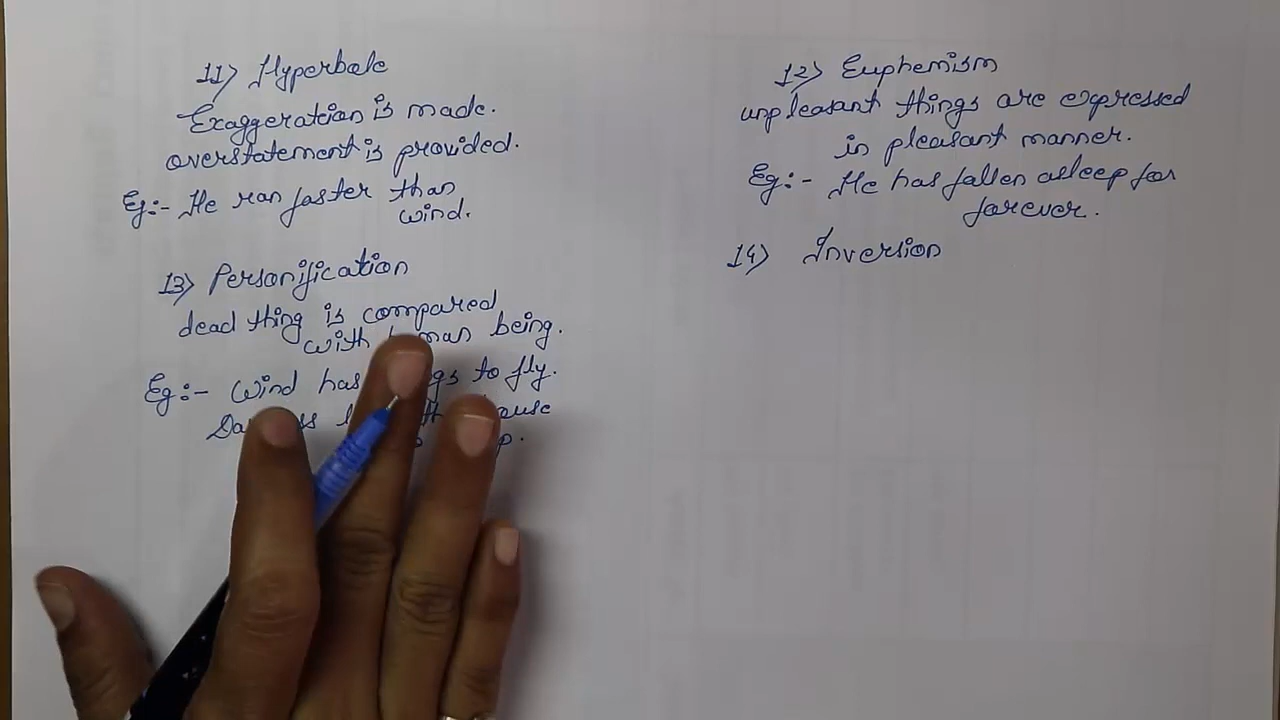 11) Hyperbole
Exaggeration is made.
overstatement is provided.
Eg:- He ran faster than
wind.
13) Personification
dead thing is compared
with being.
Eg:- Wind has to fly.
12) Euphemism
unpleasant things are expressed
in pleasant manner.
Eg:- He has fallen asleep for
forever.
14) Inversion